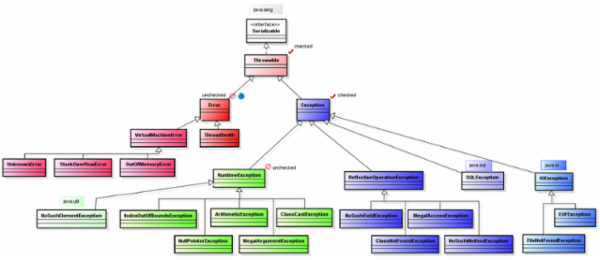 java.lang
<<interface>>
Serializable
checked
Throwable
unchecked
checked
Error
Exception
VirtualMachineError
ThreadDeath
unchecked
java.sql
java.io
UnknownError
StackOverflowError
OutOfMemoryError
RuntimeException
ReflectiveOperationException
SQLException
IOException
java.util
NoSuchElementException
IndexOutOfBoundsException
ArithmeticException
ClassCastException
NoSuchFieldException
IllegalAccessException
EOFException
NullPointerException
IllegalArgumentException
ClassNotFoundException
NoSuchMethodException
FileNotFoundException